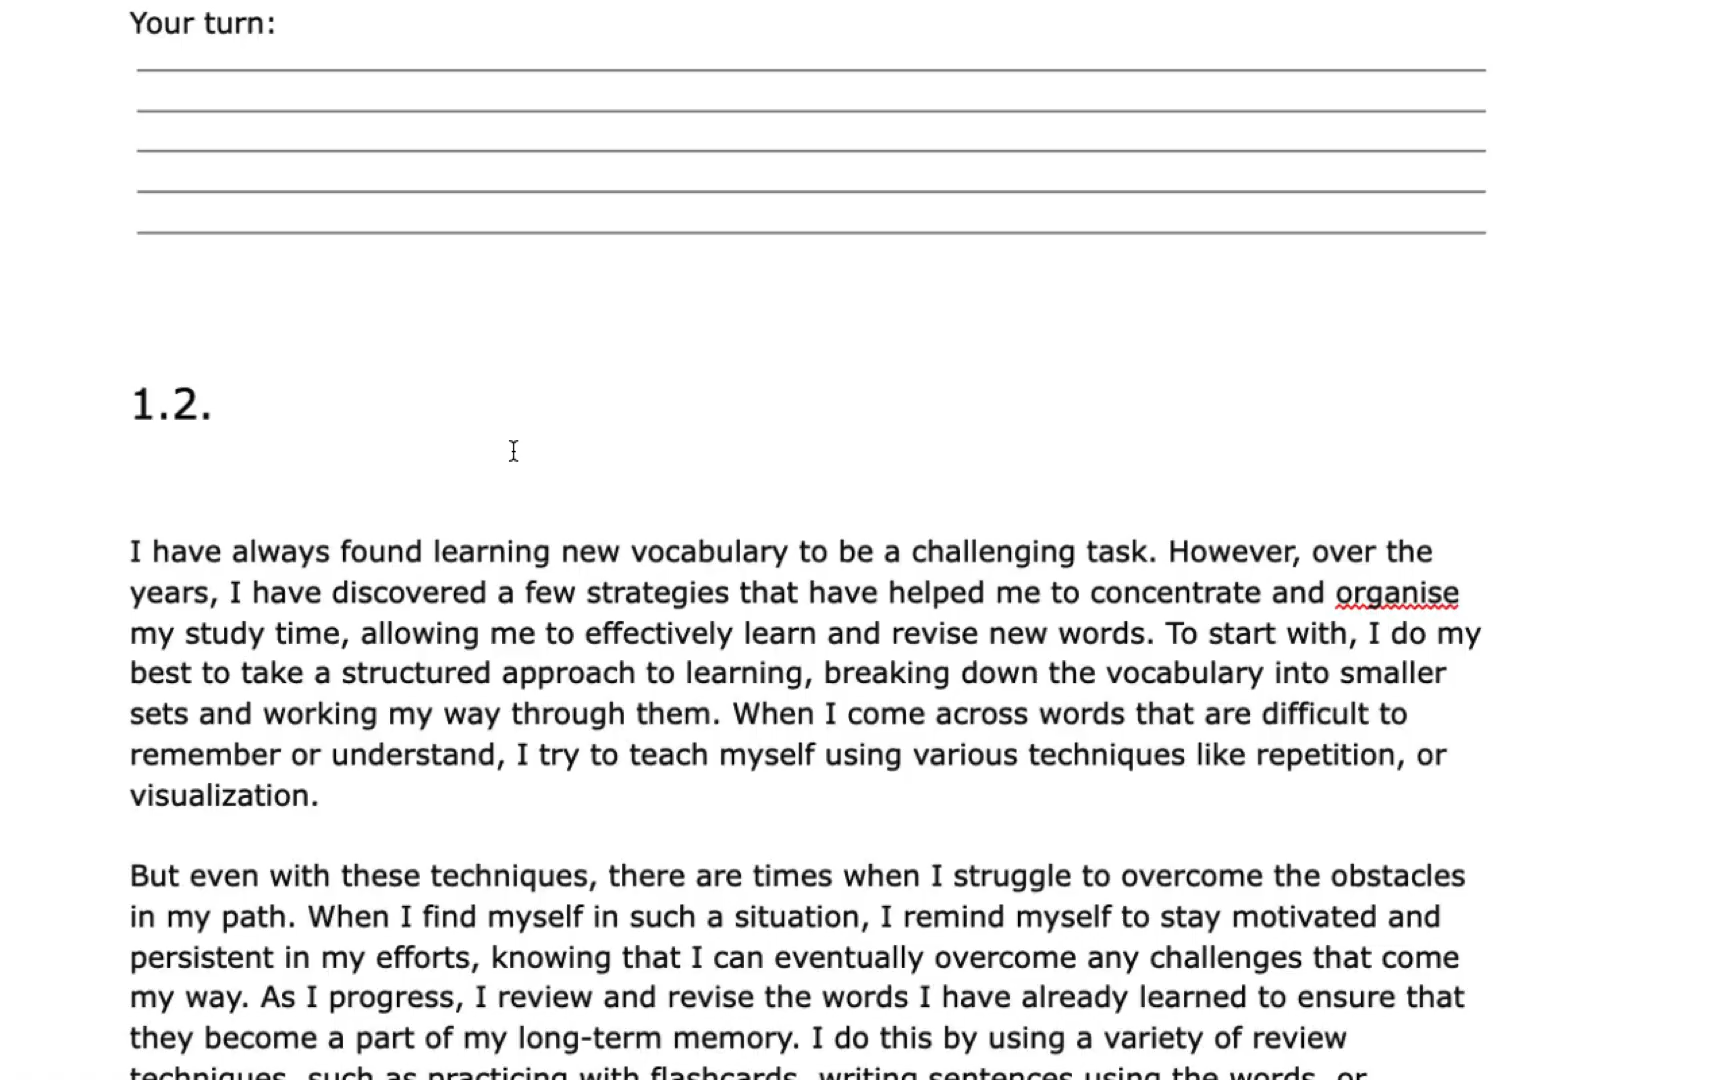 Your turn:
1.2.
I have always found learning new vocabulary to be a challenging task. However, over the
years, I have discovered a few strategies that have helped me to concentrate and organise
my study time, allowing me to effectively learn and revise new words. To start with, I do my
best to take a structured approach to learning, breaking down the vocabulary into smaller
sets and working my way through them. When I come across words that are difficult to
remember or understand, I try to teach myself using various techniques like repetition, or
visualization.
But even with these techniques, there are times when I struggle to overcome the obstacles
in my path. When I find myself in such a situation, I remind myself to stay motivated and
persistent in my efforts, knowing that I can eventually overcome any challenges that come
my way. As I progress, I review and revise the words I have already learned to ensure that
they become a part of my long-term memory. I do this by using a variety of review
techniques, such as practicing with flashcards, writing sentences using the words, or